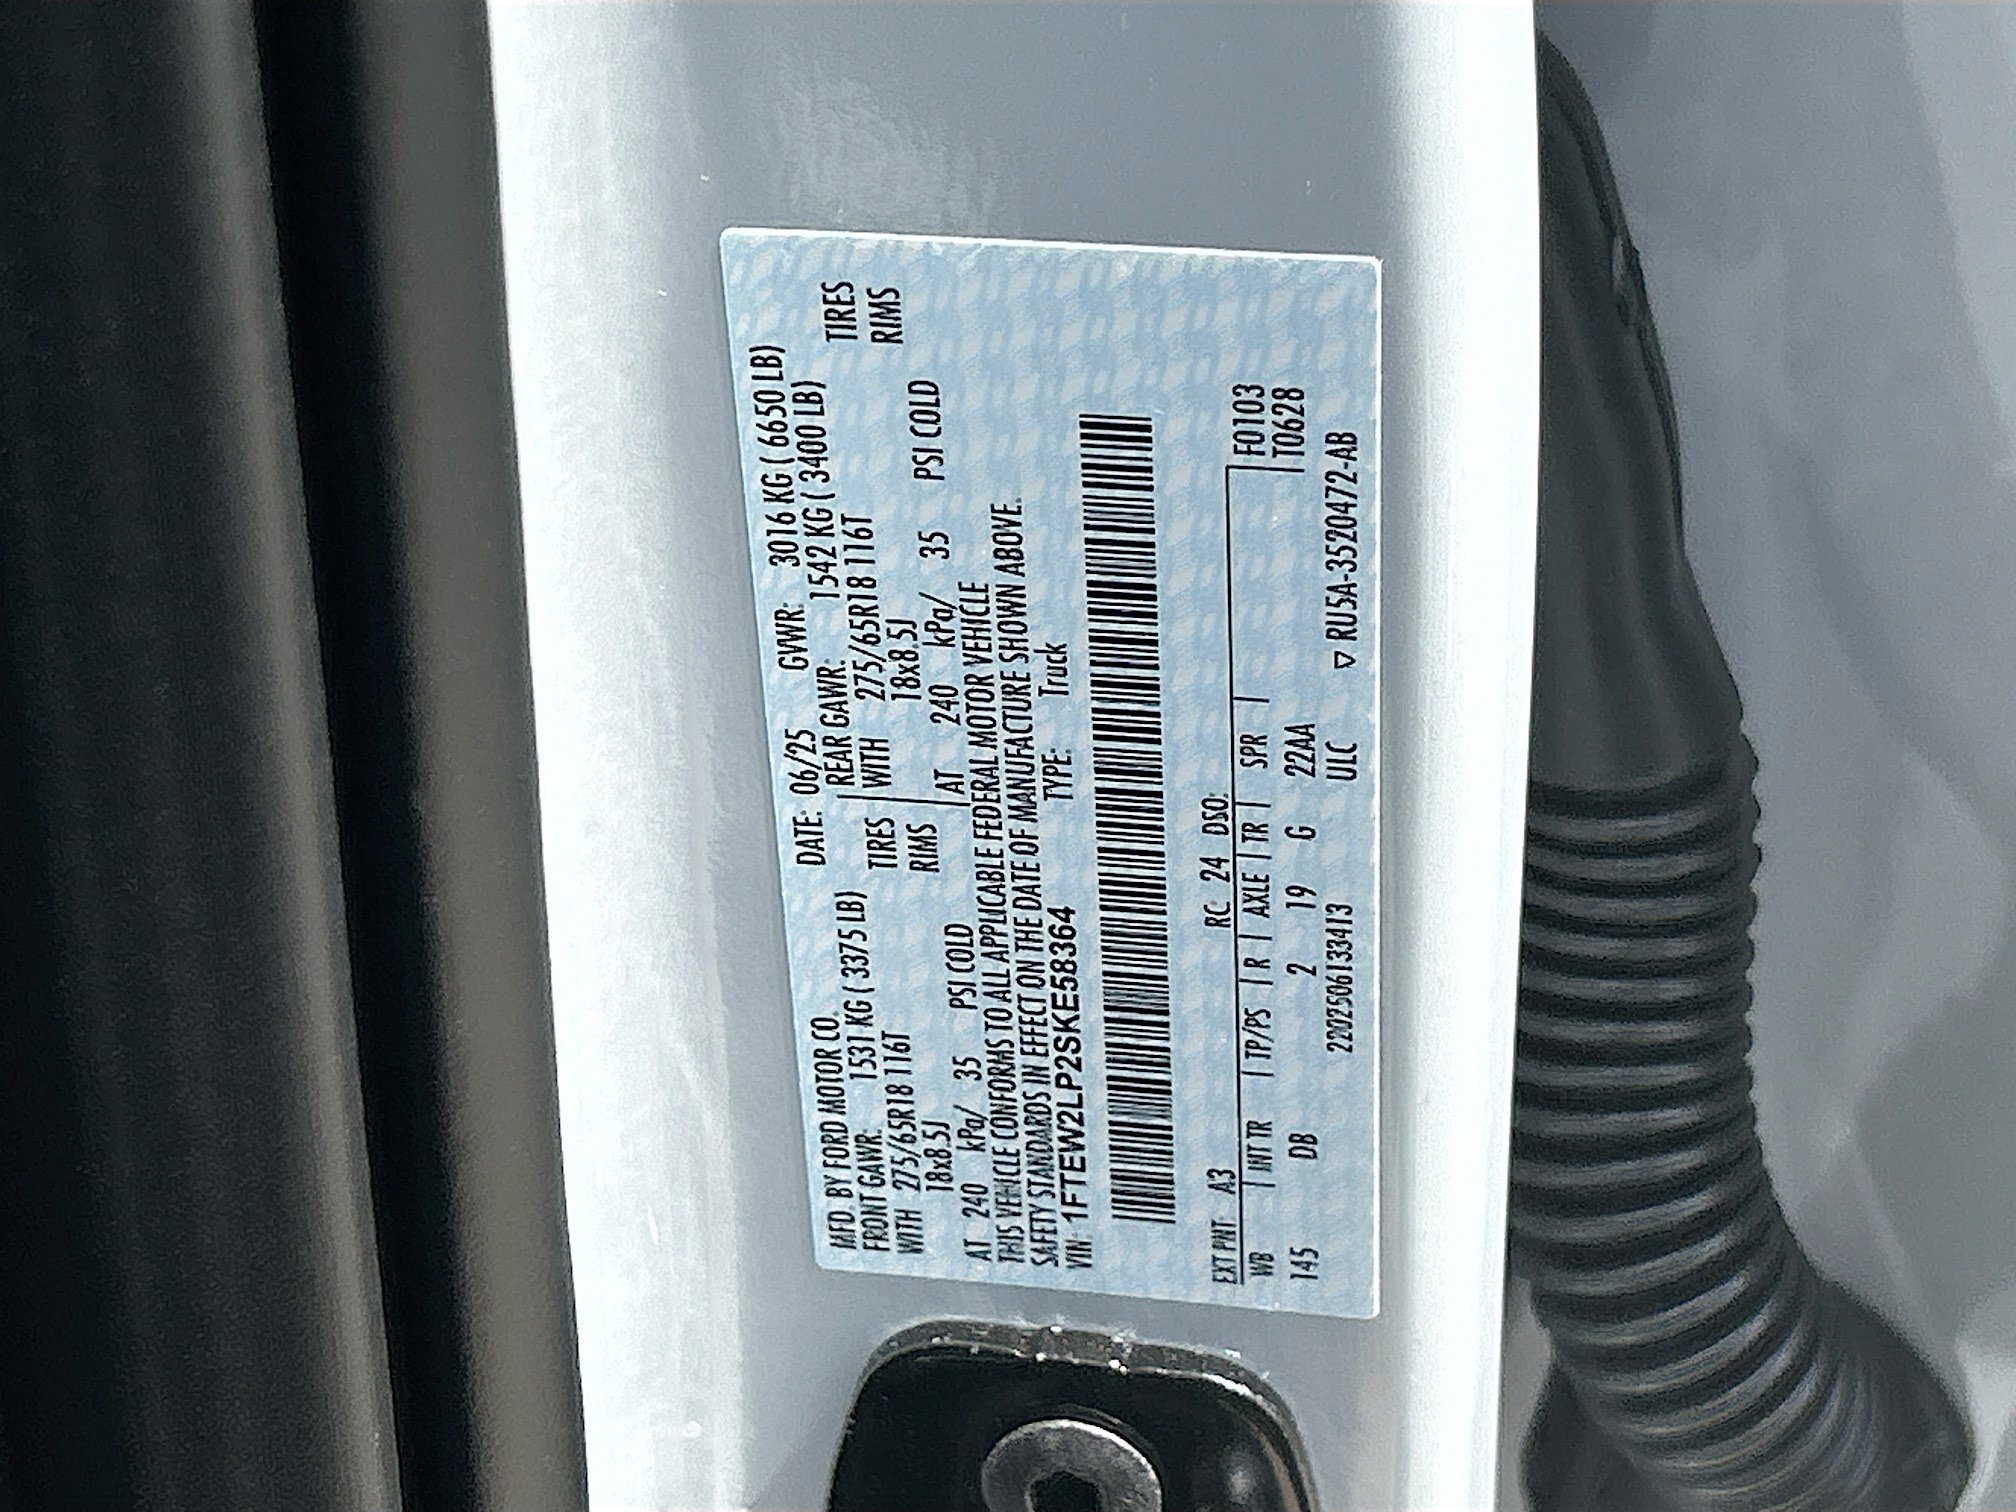 MFD. BY FORD MOTOR CO. DATE: 06/25 GVWR: 3016 KG ( 6650 LB)
FRONT GAWR: 1531 KG ( 3375 LB) REAR GAWR: 1542 KG ( 3400 LB)
WITH 275/65R18 116T TIRES WITH 275/65R18 116T TIRES
18x8.5J RIMS 18x8.5J RIMS
AT 240 kPa/ 35 PSI COLD AT 240 kPa/ 35 PSI COLD
THIS VEHICLE CONFORMS TO ALL APPLICABLE FEDERAL MOTOR VEHICLE
SAFETY STANDARDS IN EFFECT ON THE DATE OF MANUFACTURE SHOWN ABOVE.
VIN: 1FTEW2LP2SKE58364 TYPE: Truck
EXT PNT: A3 RC: 24 DSO: F0103
WB INT TR TP/PS R AXLE TR SPR T0628
145 DB 2 19 G 22AA
2202506133413 ULC ▽ RU5A-3520472-AB